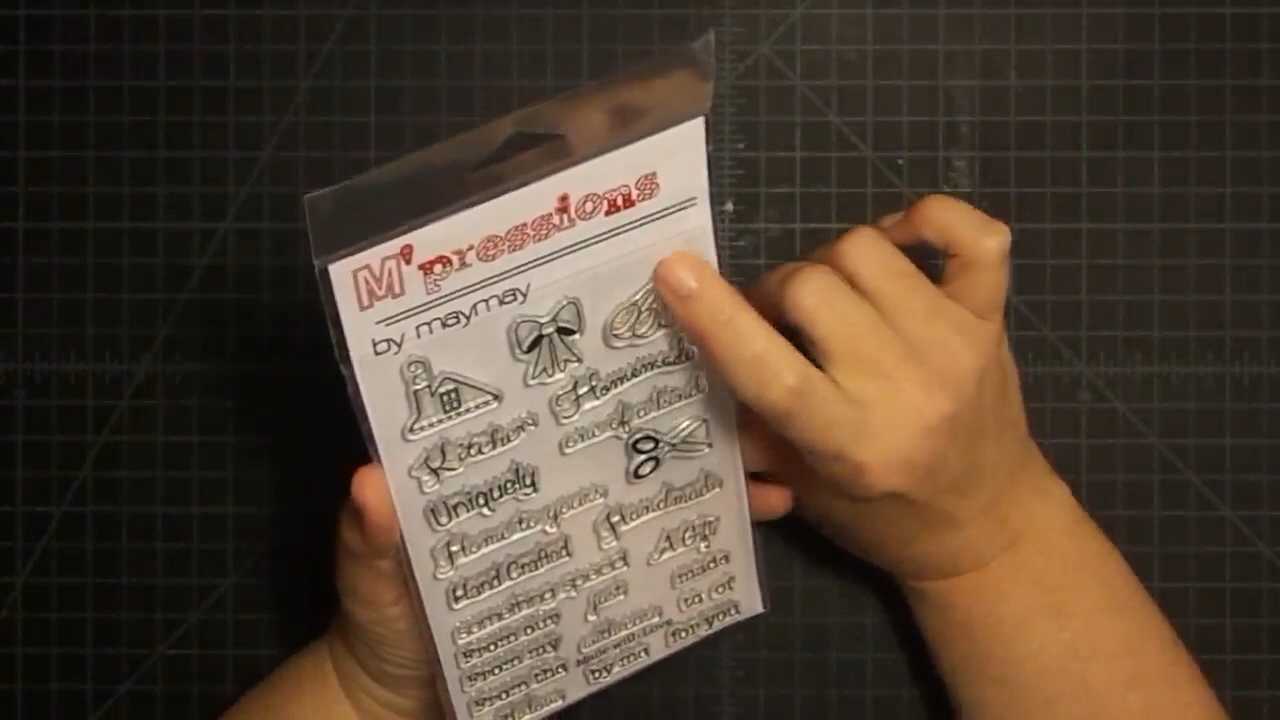 M'pressions
by maymay
Homemade
one of a kind
Kitchen
Uniquely
Home to yours
Handmade
Hand Crafted
A Gift
something special
just
made
to (or
From our
From my
Made with Love
for you
From the
by me